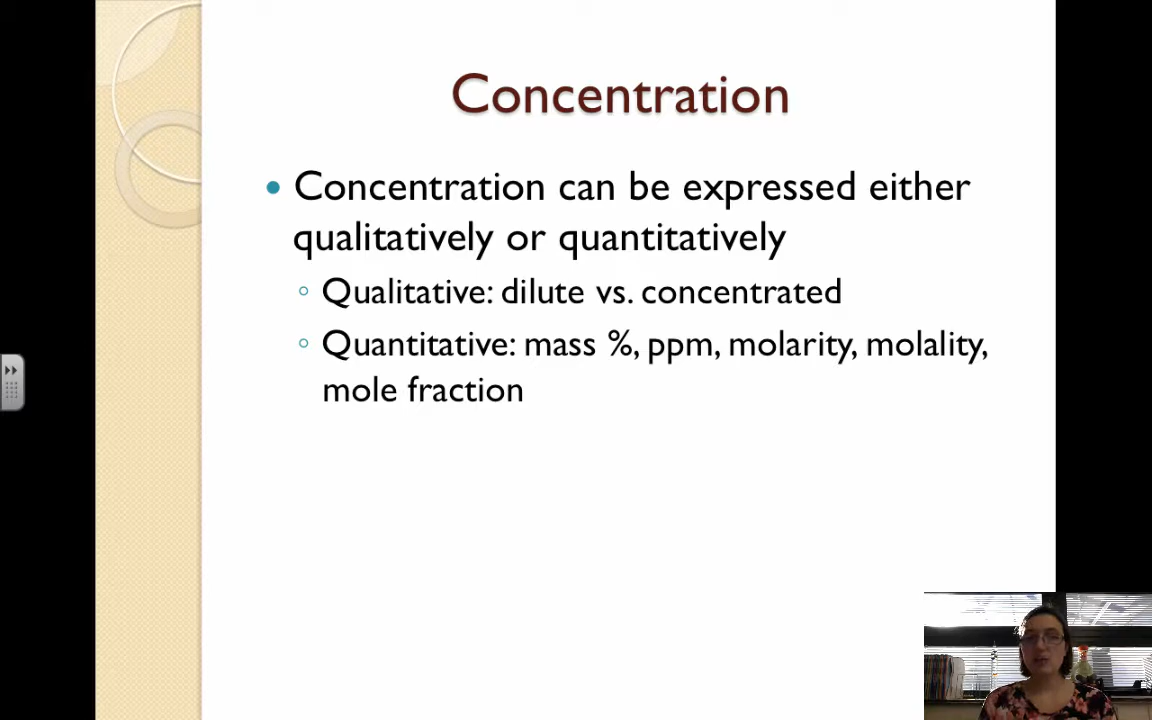 Concentration
Concentration can be expressed either
qualitatively or quantitatively
Qualitative: dilute vs. concentrated
Quantitative: mass %, ppm, molarity, molality,
mole fraction